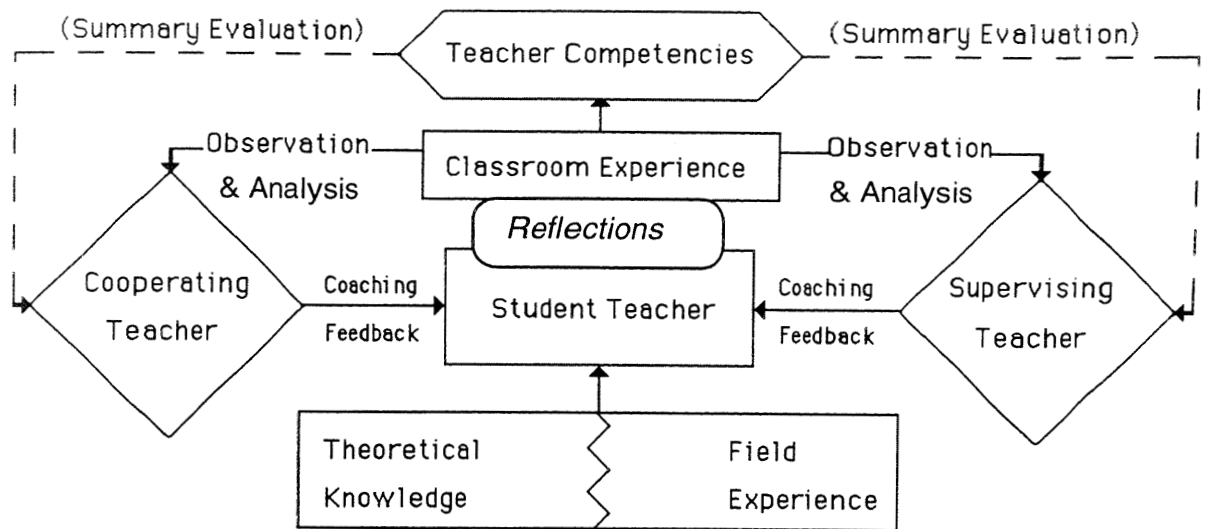 (Summary Evaluation)
Teacher Competencies
(Summary Evaluation)
Observation
& Analysis
Classroom Experience
Observation
& Analysis
Reflections
Cooperating
Teacher
Coaching
Feedback
Student Teacher
Coaching
Feedback
Supervising
Teacher
Theoretical
Knowledge
Field
Experience